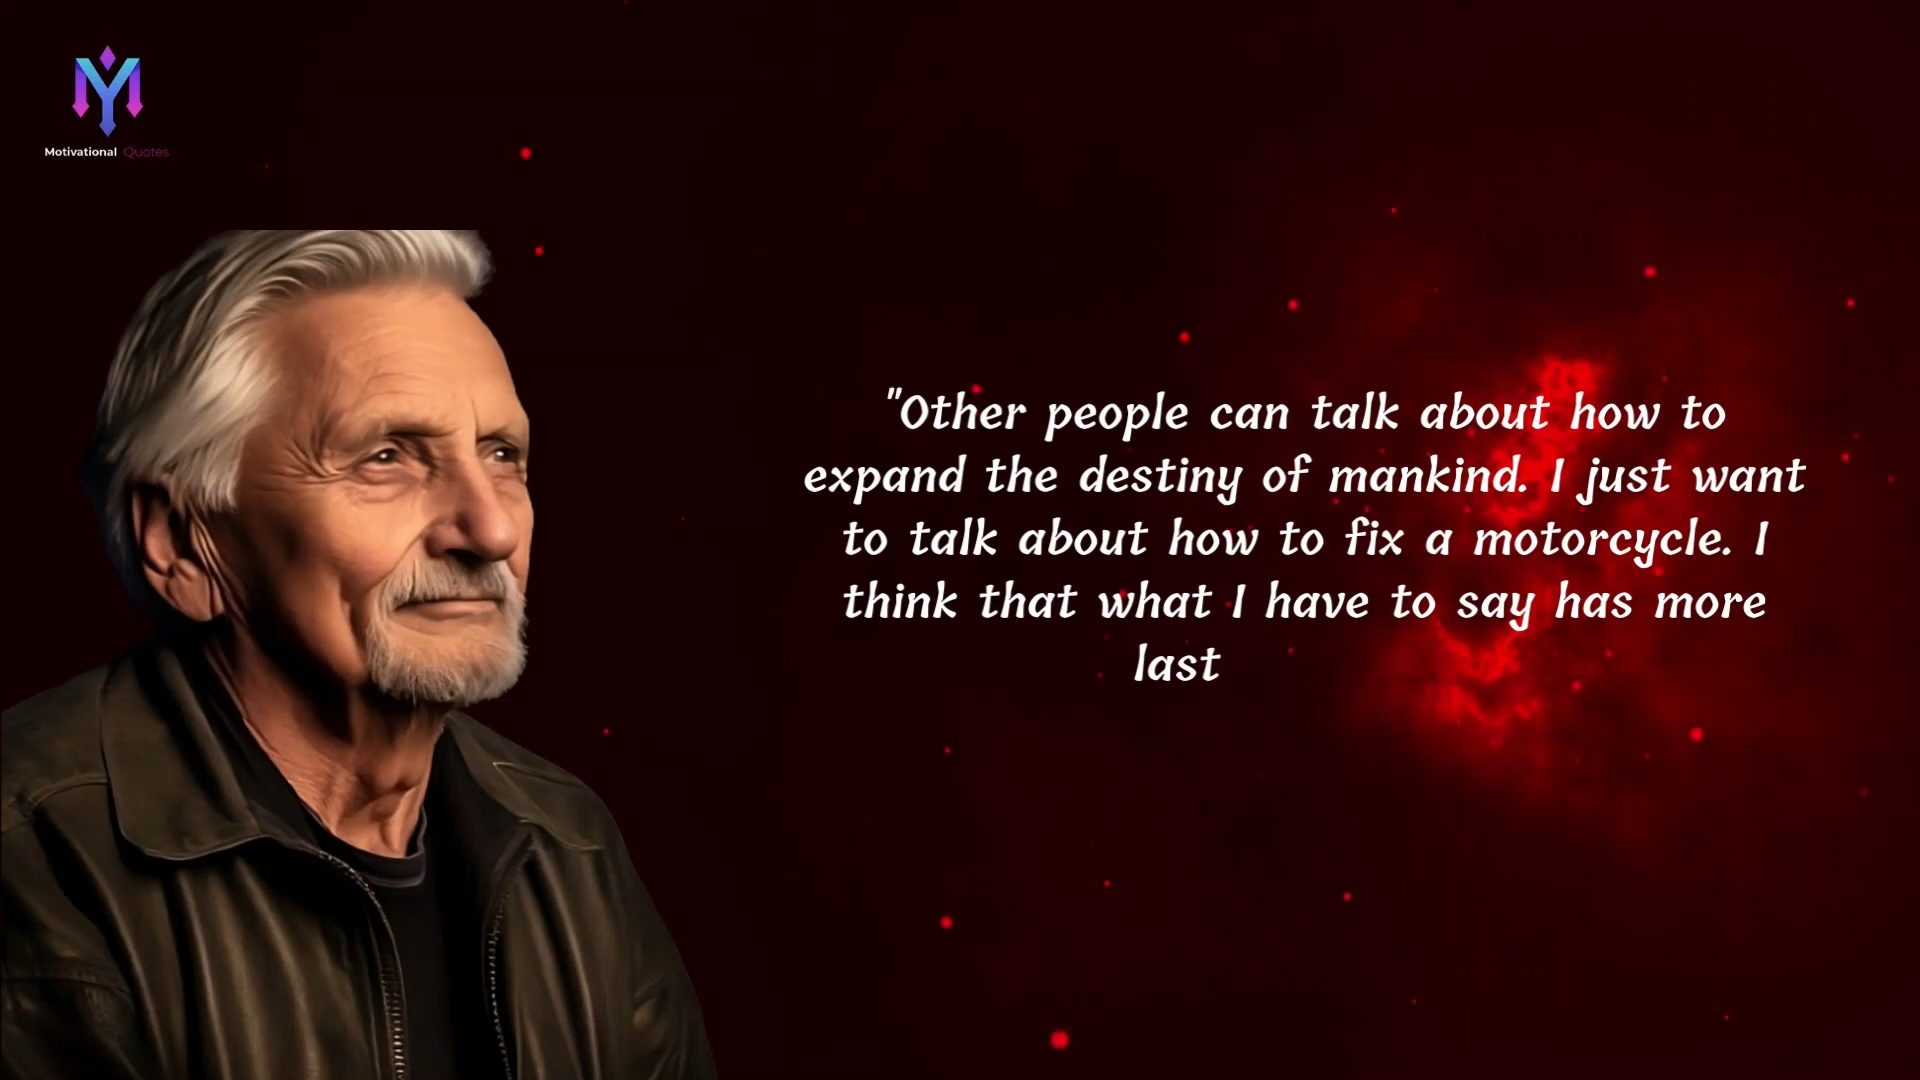 Motivational Quotes
"Other people can talk about how to
expand the destiny of mankind. I just want
to talk about how to fix a motorcycle. I
think that what I have to say has more
last